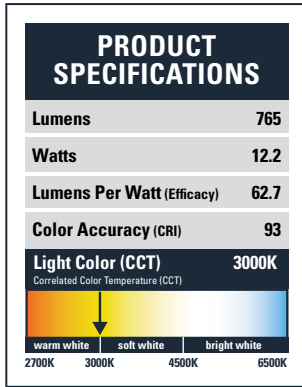 PRODUCT
SPECIFICATIONS
Lumens 765
Watts 12.2
Lumens Per Watt (Efficacy) 62.7
Color Accuracy (CRI) 93
Light Color (CCT) 3000K
Correlated Color Temperature (CCT)
warm white soft white bright white
2700K 3000K 4500K 6500K